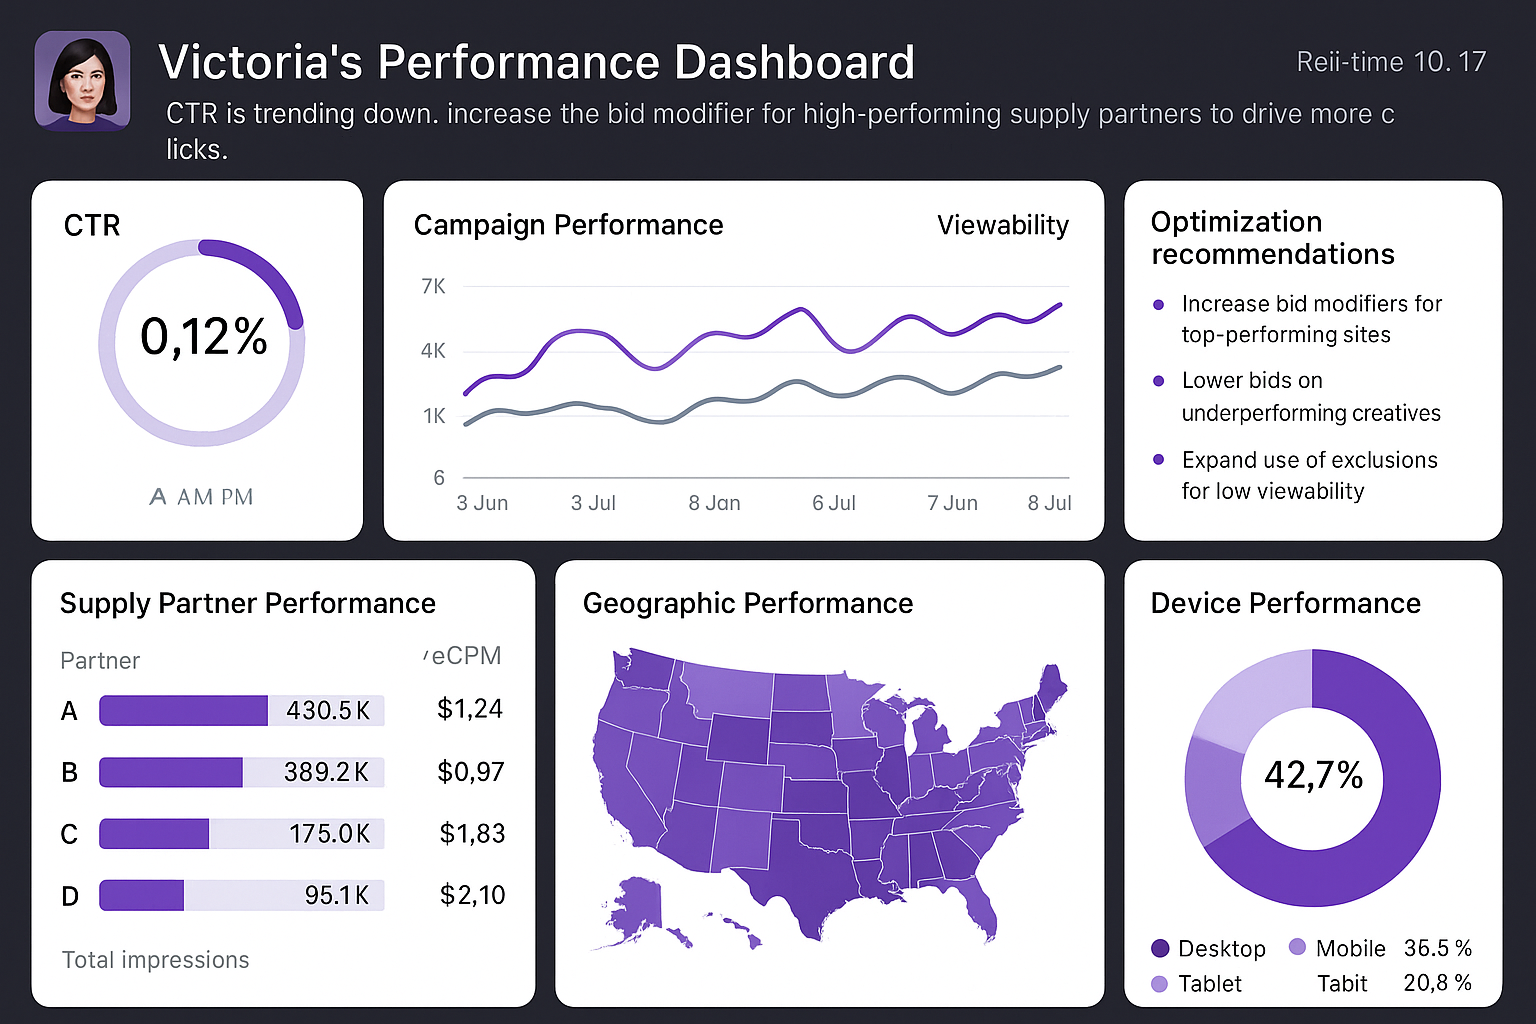 Victoria's Performance Dashboard
Reii-time 10. 17
CTR is trending down. increase the bid modifier for high-performing supply partners to drive more c
licks.
CTR
0,12%
A AM PM
Campaign Performance
Viewability
7K
4K
1K
6
3 Jun
3 Jul
8 Jan
6 Jul
7 Jun
8 Jul
Optimization
recommendations
Increase bid modifiers for
top-performing sites
Lower bids on
underperforming creatives
Expand use of exclusions
for low viewability
Supply Partner Performance
Partner
eCPM
A 430.5K $1,24
B 389.2K $0,97
C 175.0K $1,83
D 95.1K $2,10
Total impressions
Geographic Performance
Device Performance
42,7%
Desktop Mobile 36.5 %
Tablet Tabit 20,8 %